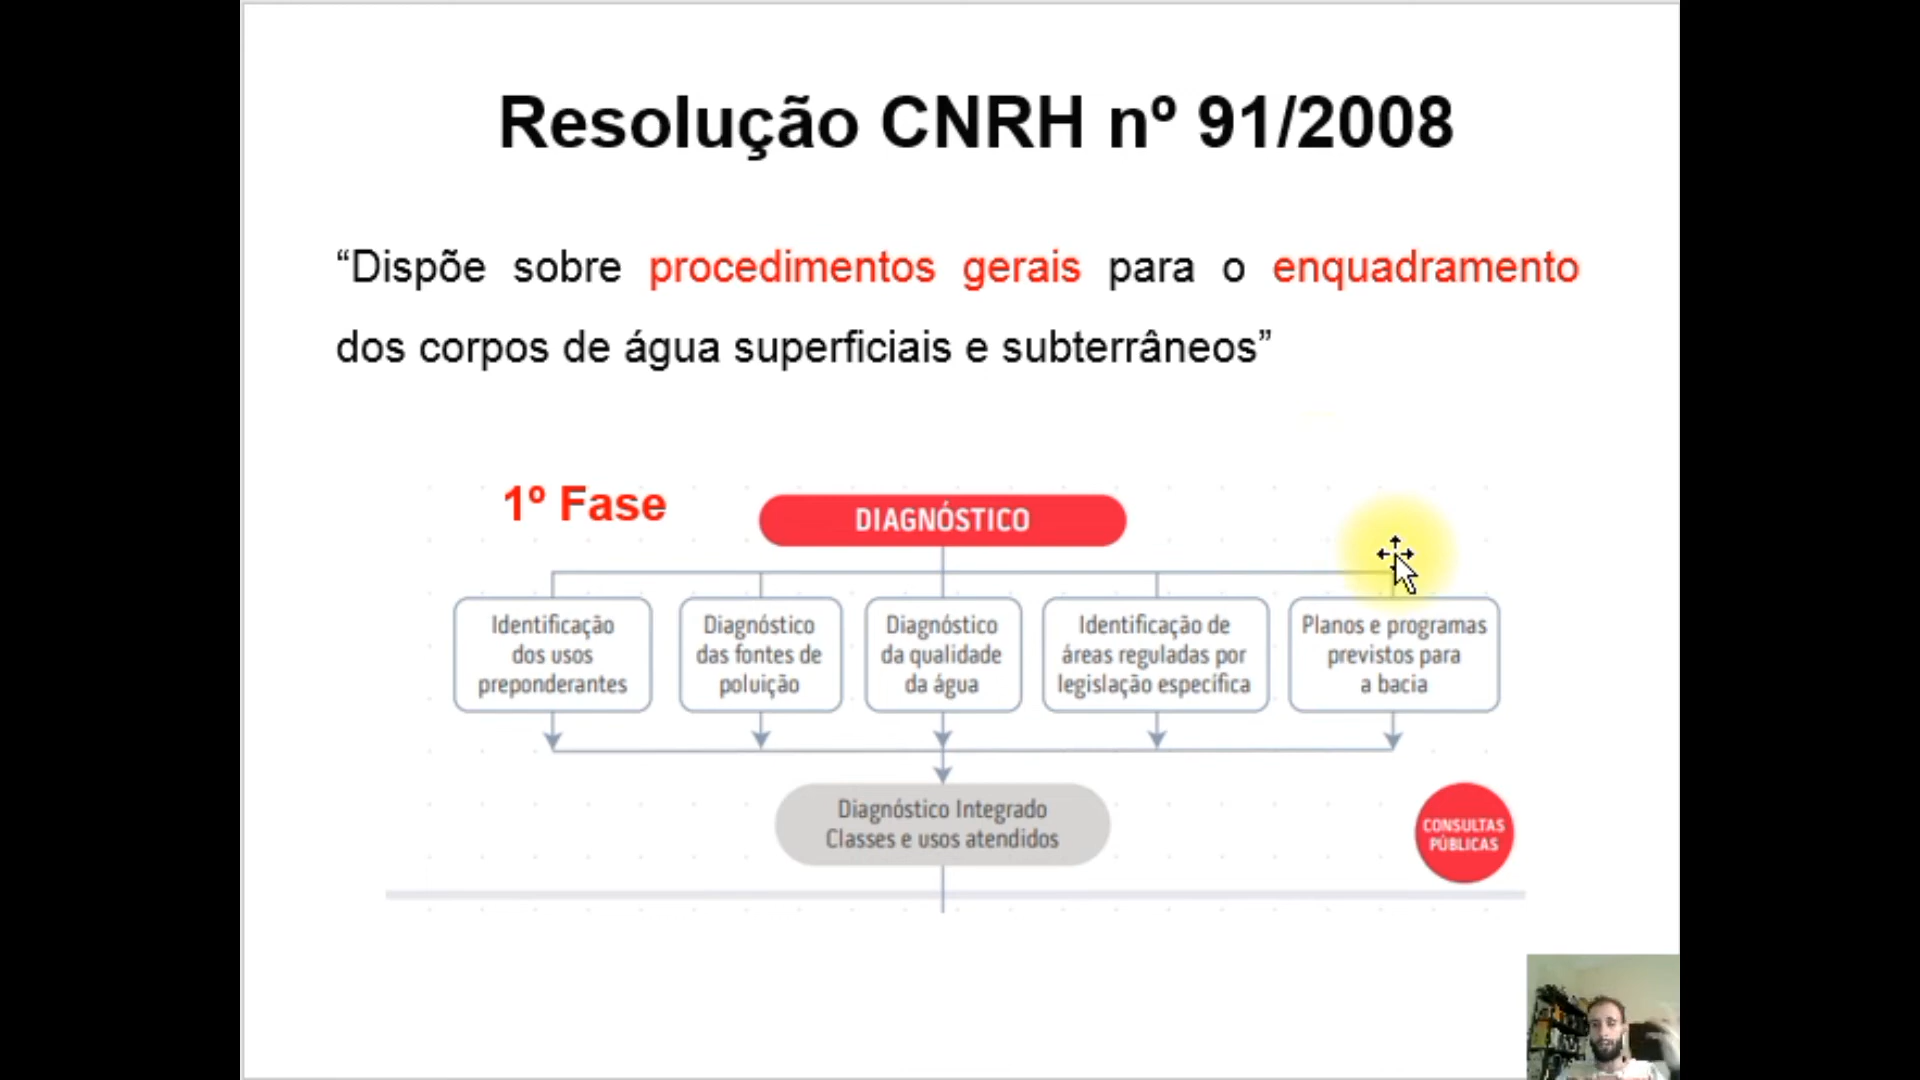 Resolução CNRH nº 91/2008
“Dispõe sobre procedimentos gerais para o enquadramento
dos corpos de água superficiais e subterrâneos”
1º Fase
DIAGNÓSTICO
Identificação
dos usos
preponderantes
Diagnóstico
das fontes de
poluição
Diagnóstico
da qualidade
da água
Identificação de
áreas reguladas por
legislação específica
Planos e programas
previstos para
a bacia
Diagnóstico Integrado
Classes e usos atendidos
CONSULTAS
PÚBLICAS